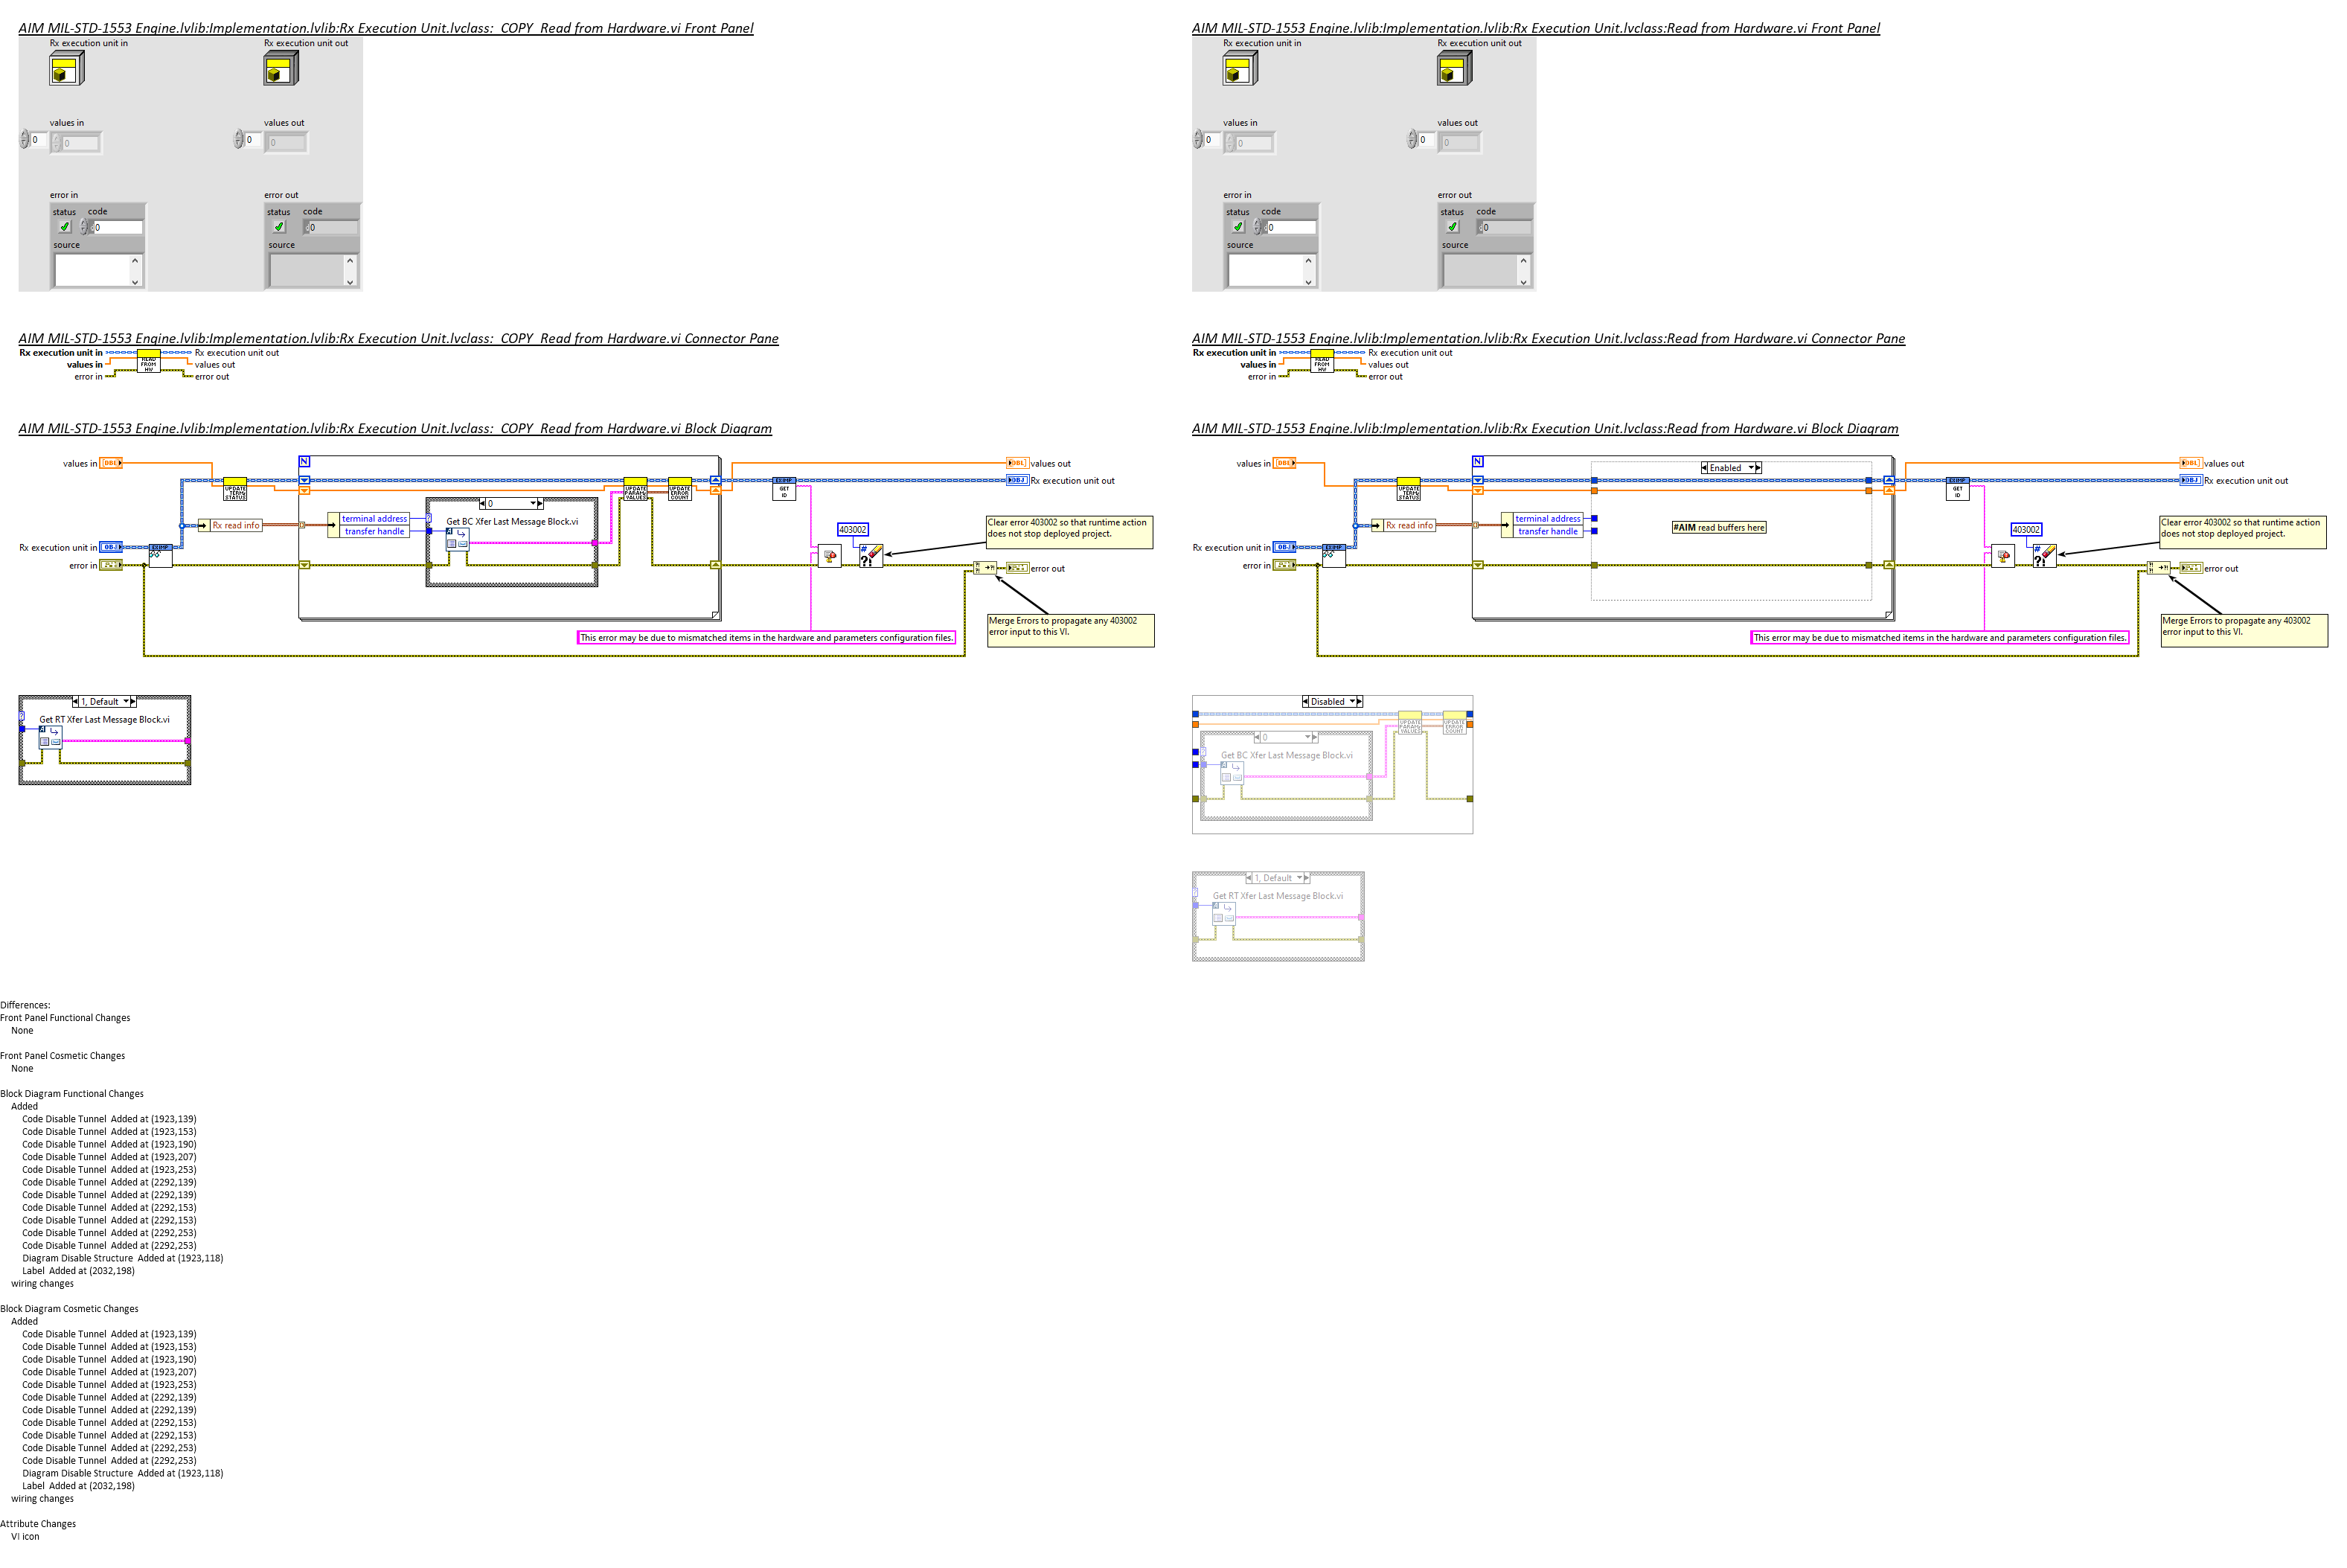 AIM MIL-STD-1553 Engine.lvlib:Implementation.lvlib:Rx Execution Unit.lvclass:  COPY  Read from Hardware.vi Front Panel
Rx execution unit in
Rx execution unit out
values in
values out
0
0
0
0
error in
error out
status
code
status
code
0
0
source
source
AIM MIL-STD-1553 Engine.lvlib:Implementation.lvlib:Rx Execution Unit.lvclass:  COPY  Read from Hardware.vi Connector Pane
Rx execution unit in
Rx execution unit out
values in
values out
error in
error out
READ
FROM
HW
AIM MIL-STD-1553 Engine.lvlib:Implementation.lvlib:Rx Execution Unit.lvclass:  COPY  Read from Hardware.vi Block Diagram
values in
DBL
N
DBL
values out
UPDATE
TERM
STATUS
0
UPDATE
PARAM
VALUES
UPDATE
ERROR
COUNT
GET
ID
OBJ
Rx execution unit out
Rx read info
terminal address
transfer handle
Get BC Xfer Last Message Block.vi
403002
Clear error 403002 so that runtime action
does not stop deployed project.
Rx execution unit in
OBJ
error in
error out
Merge Errors to propagate any 403002
error input to this VI.
This error may be due to mismatched items in the hardware and parameters configuration files.
1, Default
Get RT Xfer Last Message Block.vi
AIM MIL-STD-1553 Engine.lvlib:Implementation.lvlib:Rx Execution Unit.lvclass:Read from Hardware.vi Front Panel
Rx execution unit in
Rx execution unit out
values in
values out
0
0
0
0
error in
error out
status
code
status
code
0
0
source
source
AIM MIL-STD-1553 Engine.lvlib:Implementation.lvlib:Rx Execution Unit.lvclass:Read from Hardware.vi Connector Pane
Rx execution unit in
Rx execution unit out
values in
values out
error in
error out
READ
FROM
HW
AIM MIL-STD-1553 Engine.lvlib:Implementation.lvlib:Rx Execution Unit.lvclass:Read from Hardware.vi Block Diagram
values in
DBL
N
Enabled
DBL
values out
UPDATE
TERM
STATUS
GET
ID
OBJ
Rx execution unit out
Rx read info
terminal address
transfer handle
#AIM read buffers here
403002
Clear error 403002 so that runtime action
does not stop deployed project.
Rx execution unit in
OBJ
error in
error out
Merge Errors to propagate any 403002
error input to this VI.
This error may be due to mismatched items in the hardware and parameters configuration files.
Disabled
UPDATE
PARAM
VALUES
UPDATE
ERROR
COUNT
0
Get BC Xfer Last Message Block.vi
1, Default
Get RT Xfer Last Message Block.vi
Differences:
Front Panel Functional Changes
None
Front Panel Cosmetic Changes
None
Block Diagram Functional Changes
Added
Code Disable Tunnel  Added at (1923,139)
Code Disable Tunnel  Added at (1923,153)
Code Disable Tunnel  Added at (1923,190)
Code Disable Tunnel  Added at (1923,207)
Code Disable Tunnel  Added at (1923,253)
Code Disable Tunnel  Added at (2292,139)
Code Disable Tunnel  Added at (2292,139)
Code Disable Tunnel  Added at (2292,153)
Code Disable Tunnel  Added at (2292,153)
Code Disable Tunnel  Added at (2292,253)
Code Disable Tunnel  Added at (2292,253)
Diagram Disable Structure  Added at (1923,118)
Label  Added at (2032,198)
wiring changes
Block Diagram Cosmetic Changes
Added
Code Disable Tunnel  Added at (1923,139)
Code Disable Tunnel  Added at (1923,153)
Code Disable Tunnel  Added at (1923,190)
Code Disable Tunnel  Added at (1923,207)
Code Disable Tunnel  Added at (1923,253)
Code Disable Tunnel  Added at (2292,139)
Code Disable Tunnel  Added at (2292,139)
Code Disable Tunnel  Added at (2292,153)
Code Disable Tunnel  Added at (2292,153)
Code Disable Tunnel  Added at (2292,253)
Code Disable Tunnel  Added at (2292,253)
Diagram Disable Structure  Added at (1923,118)
Label  Added at (2032,198)
wiring changes
Attribute Changes
VI icon